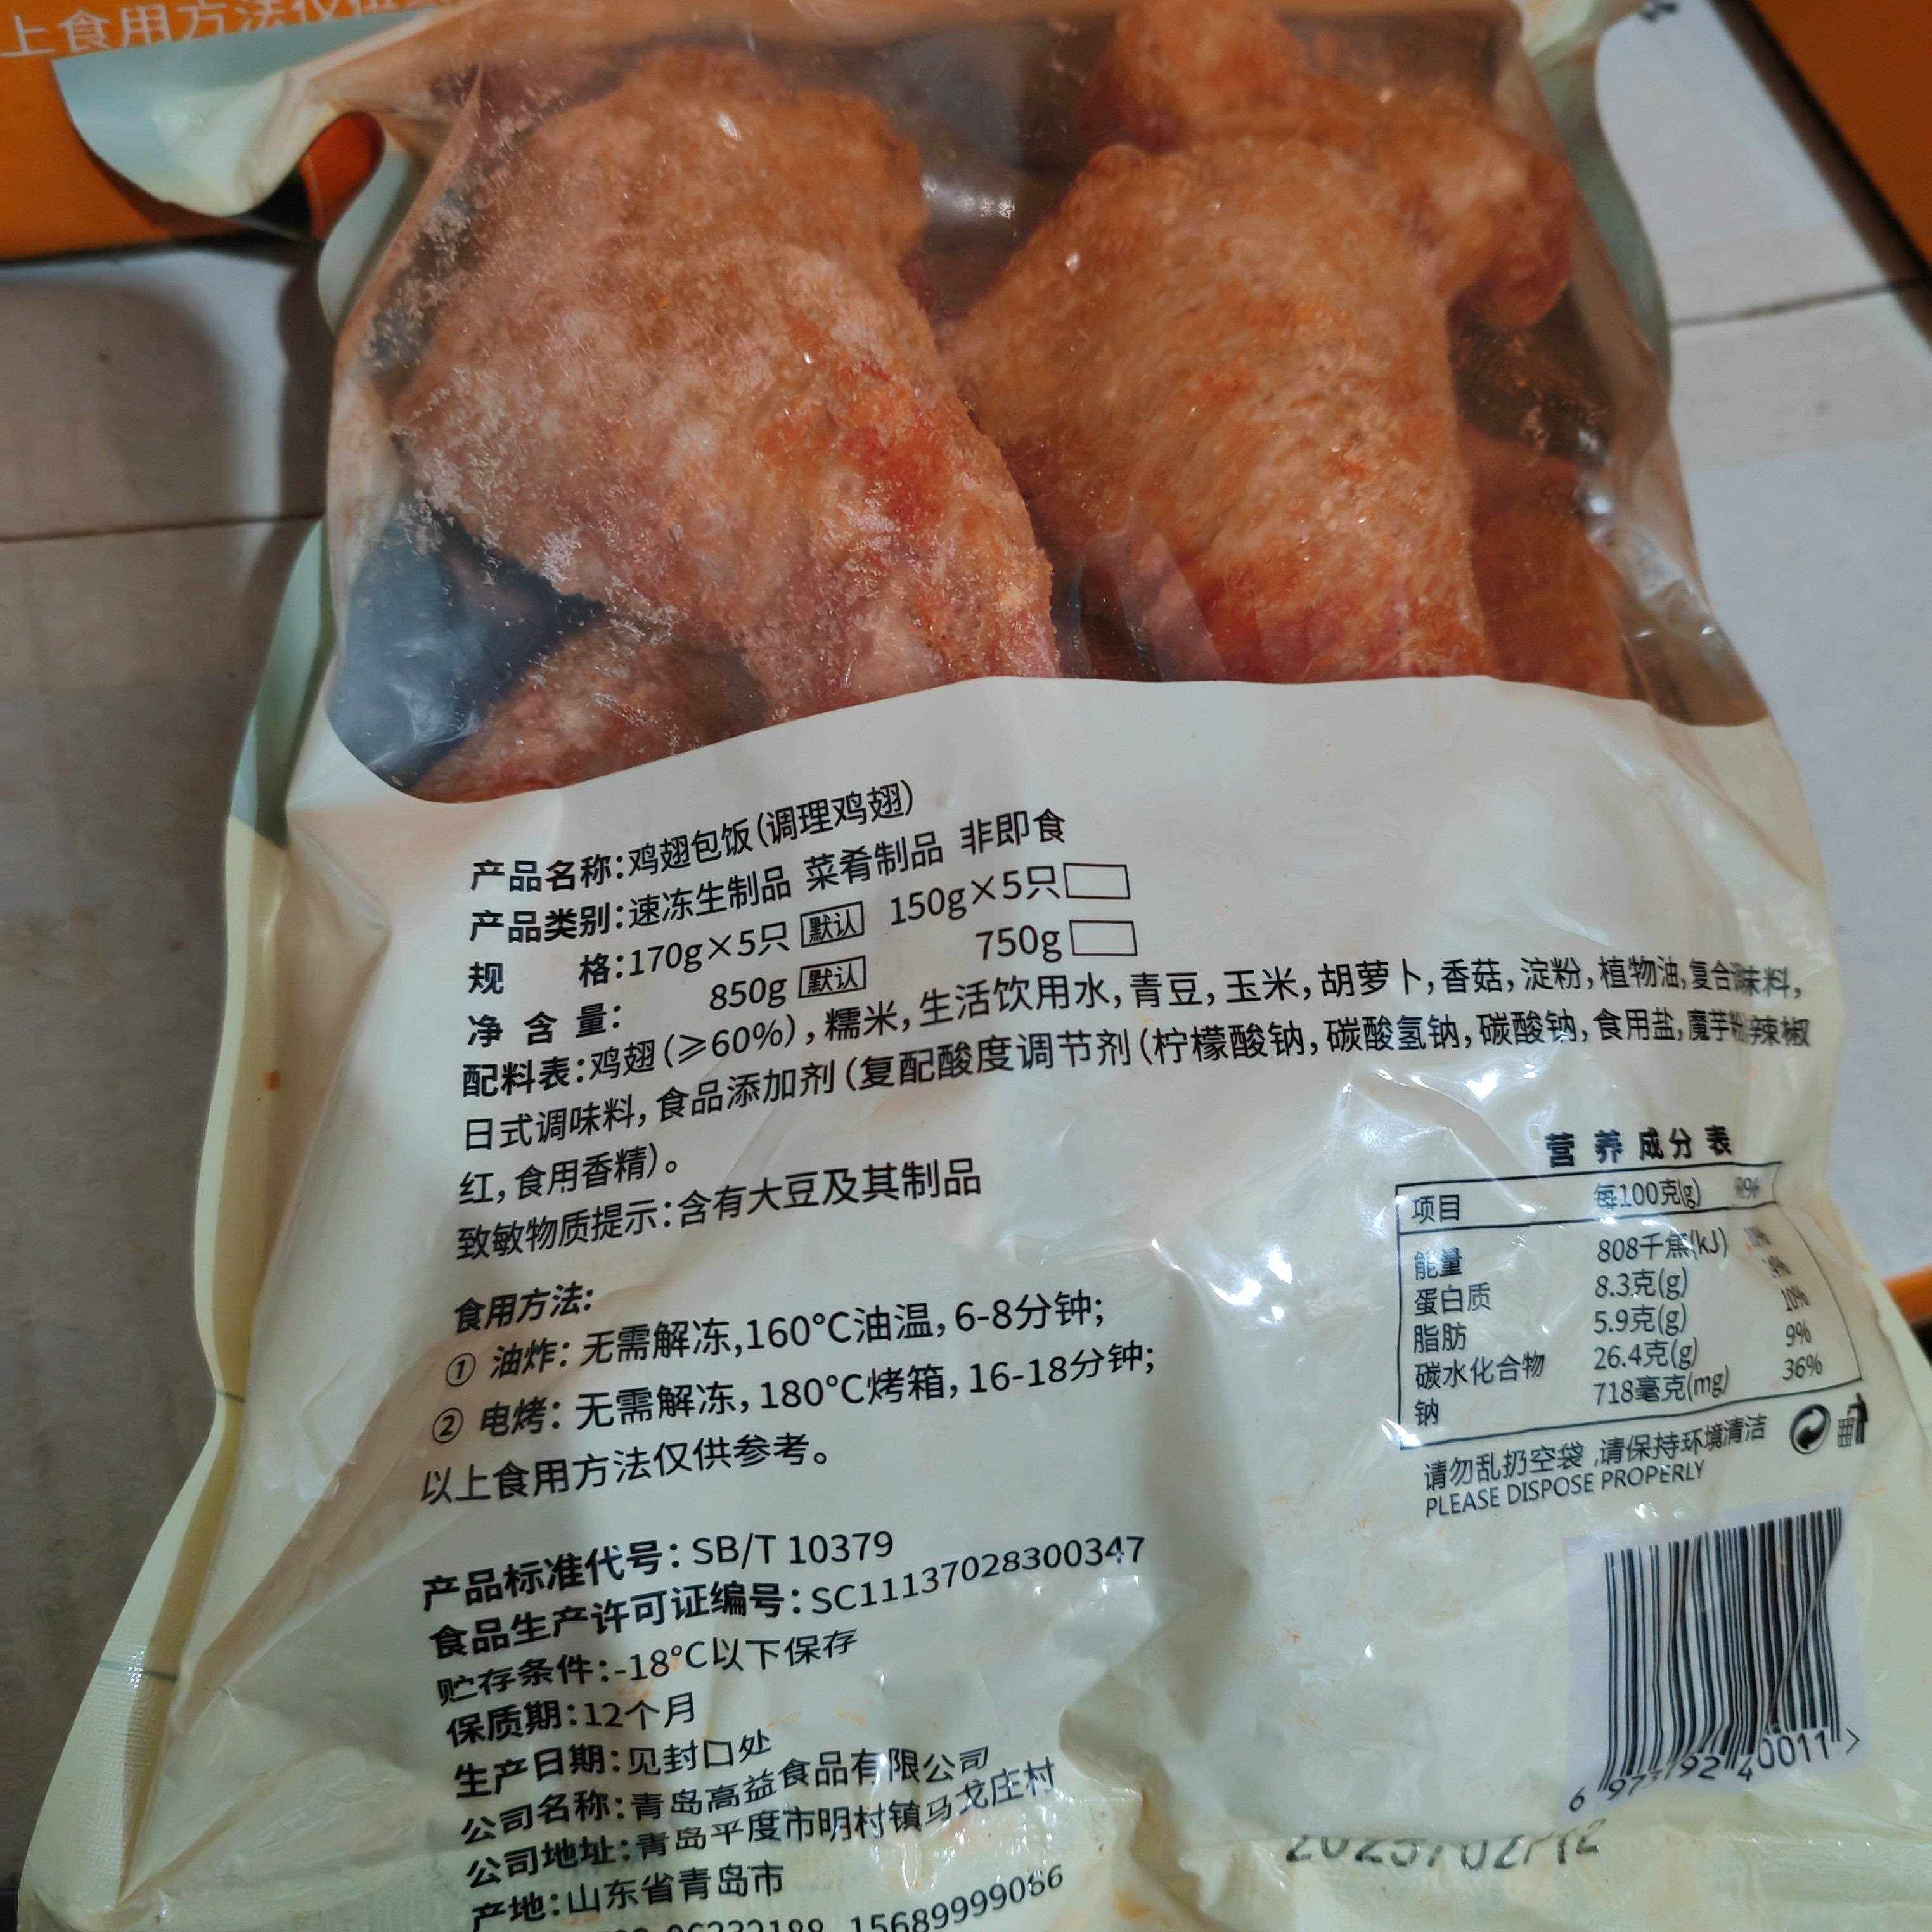 上食用方法仅供
产品名称:鸡翅包饭(调理鸡翅)
产品类别:速冻生制品 菜肴制品 非即食
规 格:170g×5只 默认 150g×5只
净 含 量: 850g 默认 750g
配料表:鸡翅(≥60%),糯米,生活饮用水,青豆,玉米,胡萝卜,香菇,淀粉,植物油,复合调味料,
日式调味料,食品添加剂(复配酸度调节剂(柠檬酸钠,碳酸氢钠,碳酸钠,食用盐,魔芋粉,辣椒
红,食用香精)。
致敏物质提示:含有大豆及其制品
食用方法:
① 油炸:无需解冻,160℃油温,6-8分钟;
② 电烤:无需解冻,180℃烤箱,16-18分钟;
以上食用方法仅供参考。
营养成分表
项目 每100克(g)
能量 808千焦(kJ)
蛋白质 8.3克(g)
脂肪 5.9克(g) 10%
碳水化合物 26.4克(g) 9%
钠 718毫克(mg) 36%
请勿乱扔空袋,请保持环境清洁
PLEASE DISPOSE PROPERLY
产品标准代号:SB/T 10379
食品生产许可证编号:SC11137028300347
贮存条件:-18℃以下保存
保质期:12个月
生产日期:见封口处
公司名称:青岛高益食品有限公司
公司地址:青岛平度市明村镇马戈庄村
产地:山东省青岛市
15689999066